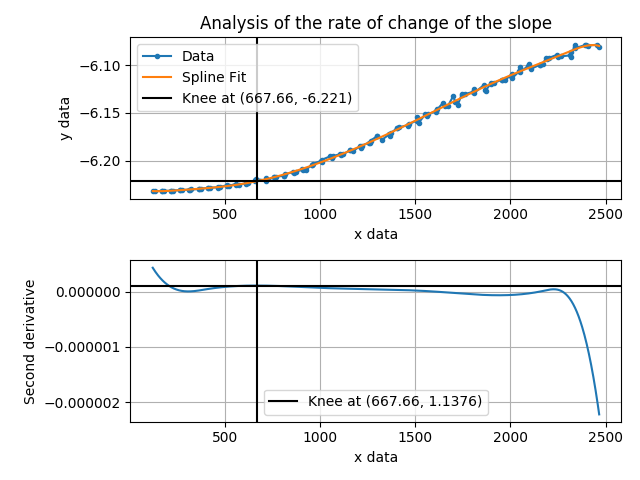 Analysis of the rate of change of the slope
Data
Spline Fit
Knee at (667.66, -6.221)
y data
−6.10
−6.15
−6.20
500
1000
1500
2000
2500
x data
Second derivative
0.000000
−0.000001
−0.000002
Knee at (667.66, 1.1376)
500
1000
1500
2000
2500
x data